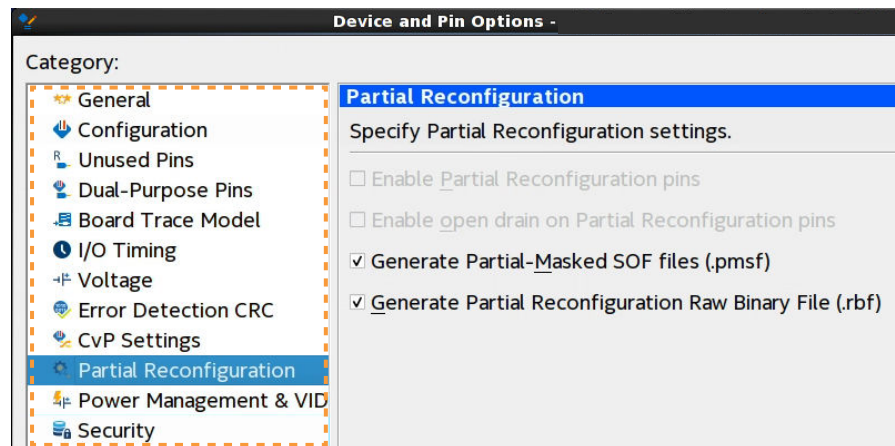 Device and Pin Options -
Category:
General
Configuration
Unused Pins
Dual-Purpose Pins
Board Trace Model
I/O Timing
Voltage
Error Detection CRC
CvP Settings
Partial Reconfiguration
Power Management & VID
Security
Partial Reconfiguration
Specify Partial Reconfiguration settings.
Enable Partial Reconfiguration pins
Enable open drain on Partial Reconfiguration pins
Generate Partial-Masked SOF files (.pmsf)
Generate Partial Reconfiguration Raw Binary File (.rbf)